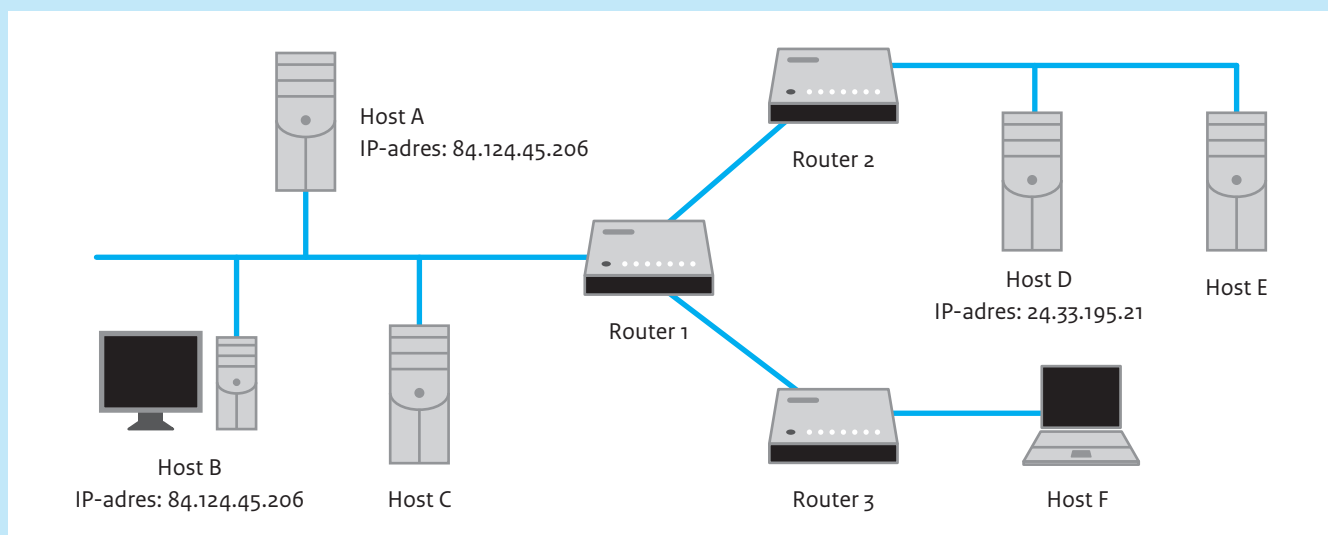 Host A
IP-adres: 84.124.45.206
Router 2
Host D
IP-adres: 24.33.195.21
Host E
Router 1
Host B
IP-adres: 84.124.45.206
Host C
Router 3
Host F